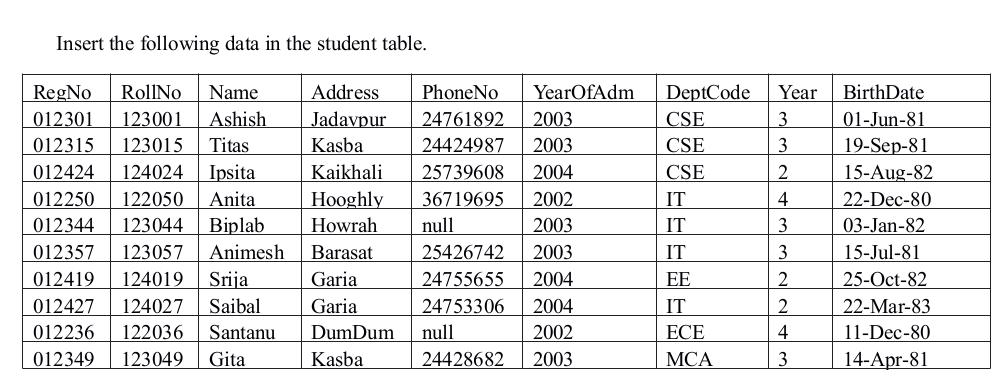 Insert the following data in the student table.
RegNo RollNo Name Address PhoneNo YearOfAdm DeptCode Year BirthDate
012301 123001 Ashish Jadavpur 24761892 2003 CSE 3 01-Jun-81
012315 123015 Titas Kasba 24424987 2003 CSE 3 19-Sep-81
012424 124024 Ipsita Kaikhali 25739608 2004 CSE 2 15-Aug-82
012250 122050 Anita Hooghly 36719695 2002 IT 4 22-Dec-80
012344 123044 Biplab Howrah null 2003 IT 3 03-Jan-82
012357 123057 Animesh Barasat 25426742 2003 IT 3 15-Jul-81
012419 124019 Srija Garia 24755655 2004 EE 2 25-Oct-82
012427 124027 Saibal Garia 24753306 2004 IT 2 22-Mar-83
012236 122036 Santanu DumDum null 2002 ECE 4 11-Dec-80
012349 123049 Gita Kasba 24428682 2003 MCA 3 14-Apr-81